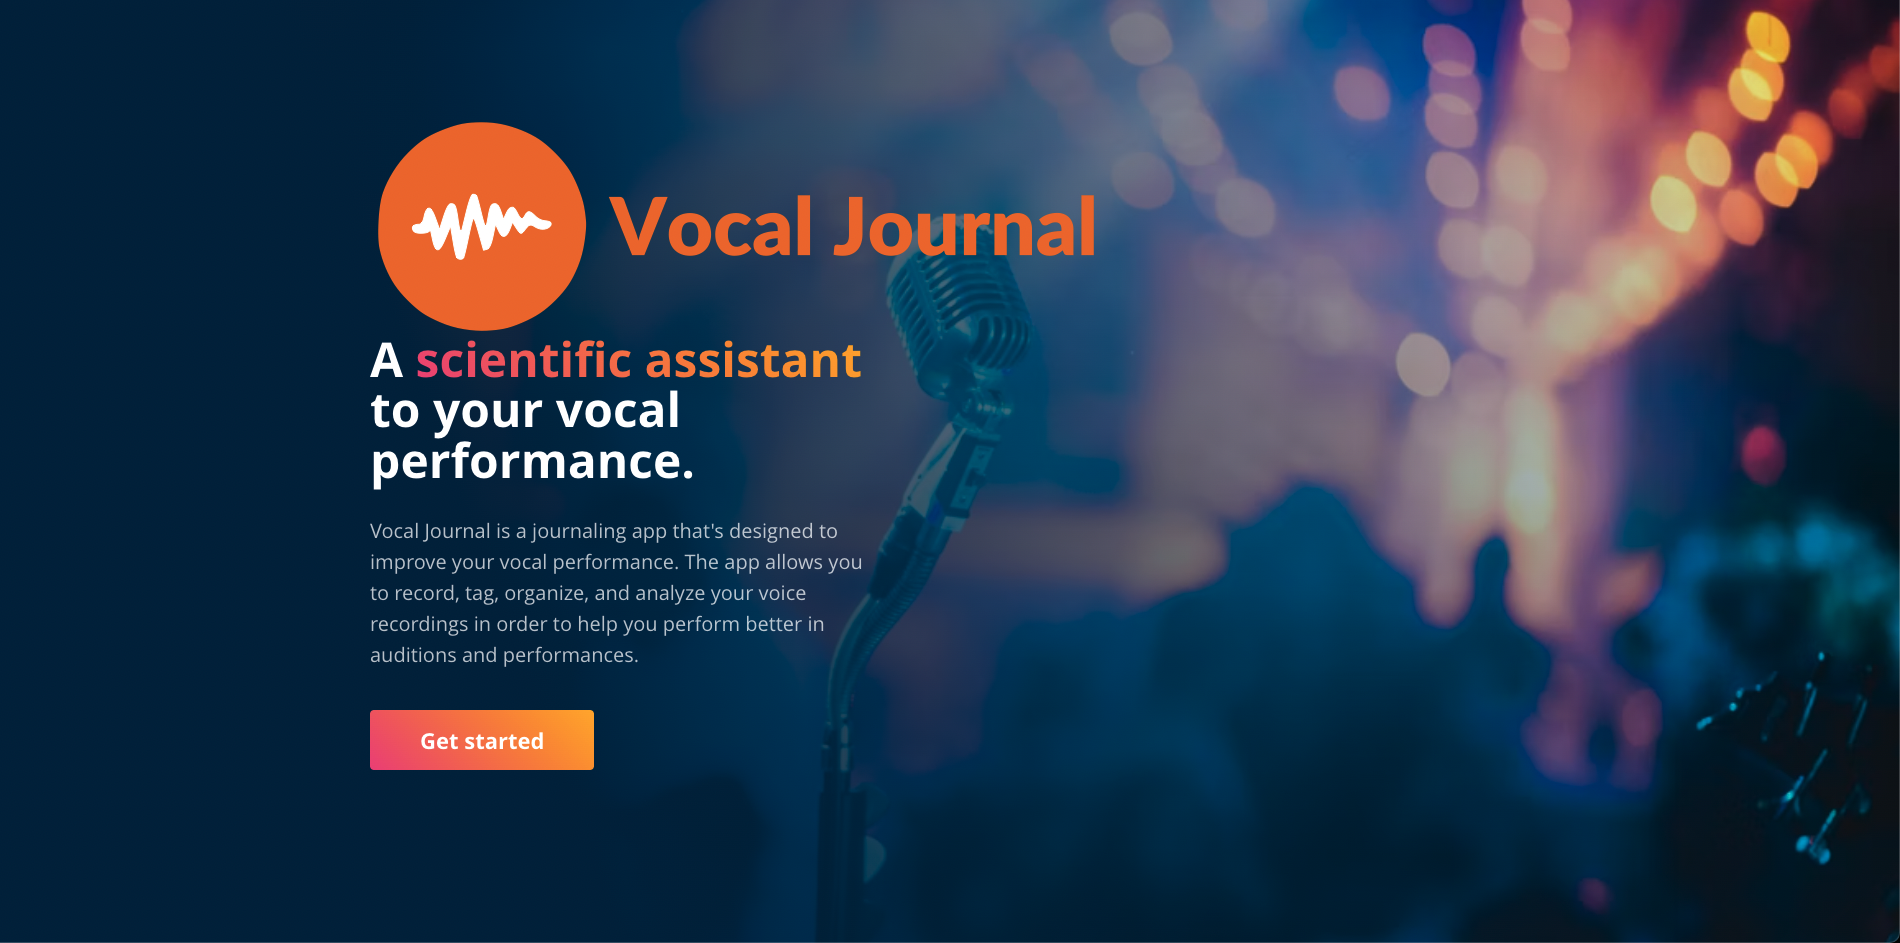 Vocal Journal
A scientific assistant
to your vocal
performance.
Vocal Journal is a journaling app that's designed to
improve your vocal performance. The app allows you
to record, tag, organize, and analyze your voice
recordings in order to help you perform better in
auditions and performances.
Get started